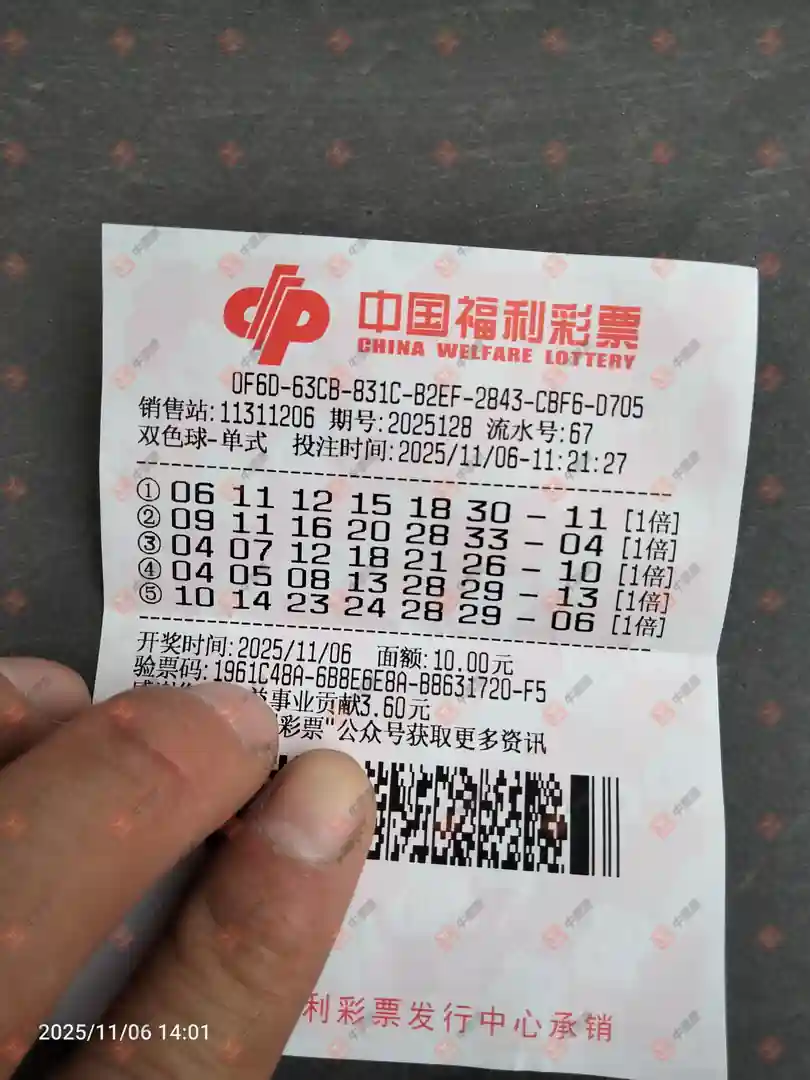 中国福利彩票
CHINA WELFARE LOTTERY
0F6D-63CB-831C-B2EF-2843-CBF6-D705
销售站:11311206 期号:2025128 流水号:67
双色球-单式 投注时间:2025/11/06-11:21:27
① 06 11 12 15 18 30 - 11 [1倍]
② 09 11 16 20 28 33 - 04 [1倍]
③ 04 07 12 18 21 26 - 10 [1倍]
④ 04 05 08 13 28 29 - 13 [1倍]
⑤ 10 14 23 24 28 29 - 06 [1倍]
开奖时间:2025/11/06 面额:10.00元
验票码:1961C48A-6B8E6E8A-B8631720-F5
事业贡献3.60元
彩票"公众号获取更多资讯
利彩票发行中心承销
2025/11/06 14:01